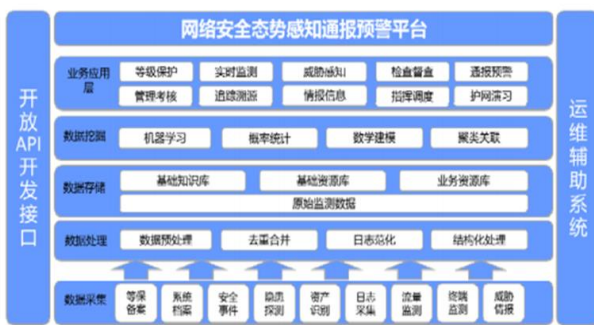 网络安全态势感知通报预警平台
开放API开发接口
业务应用层
等级保护 实时监测 威胁感知 检查督查 通报预警
管理考核 追踪溯源 情报信息 指挥调度 护网演习
数据挖掘
机器学习 概率统计 数学建模 聚类关联
数据存储
基础知识库 基础资源库 业务资源库
原始监测数据
数据处理
数据预处理 去重合并 日志范化 结构化处理
数据采集
等保备案 系统档案 安全事件 隐患探测 资产识别 日志采集 流量监测 终端监测 威胁情报
运维辅助系统